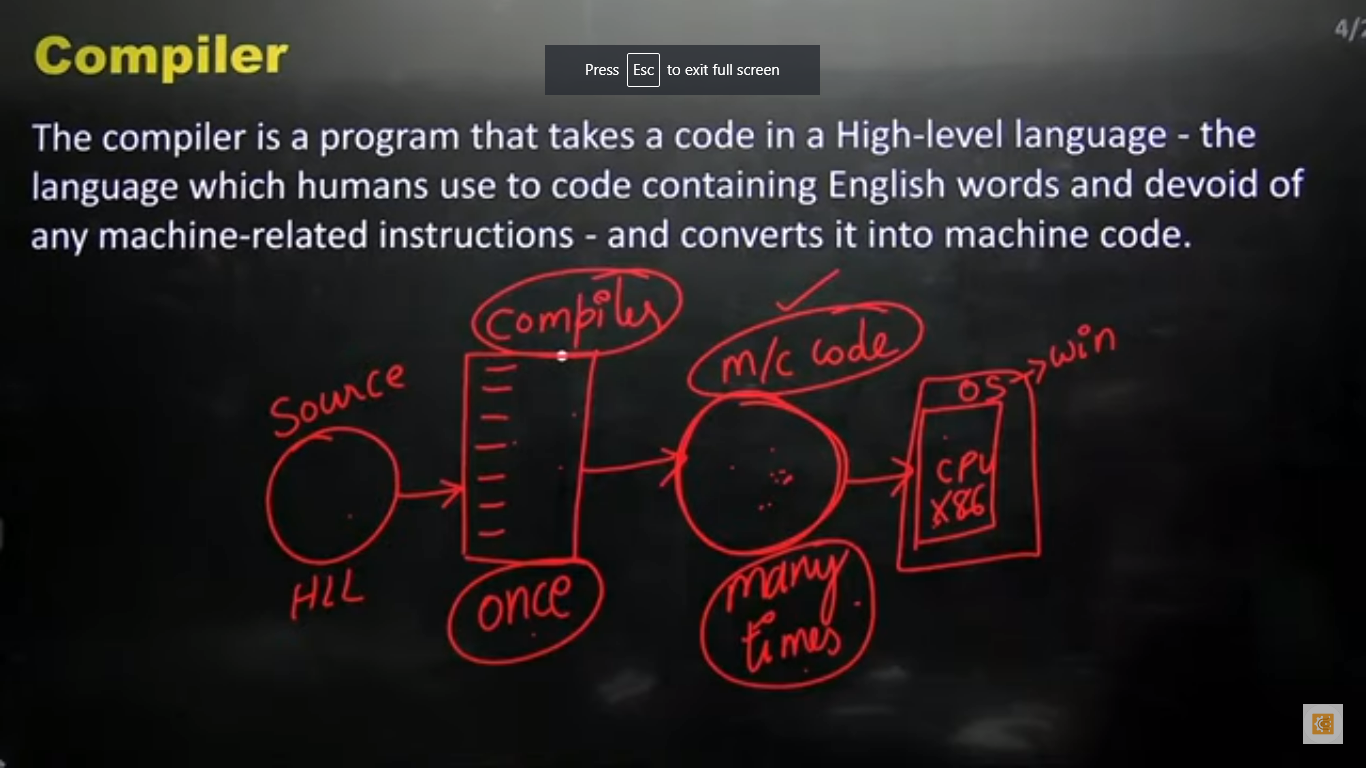 4/2
Compiler
Press Esc to exit full screen
The compiler is a program that takes a code in a High-level language - the
language which humans use to code containing English words and devoid of
any machine-related instructions - and converts it into machine code.
Compiler
m/c code
win
OS
Source
CPU
X86
HLL
once
many
times